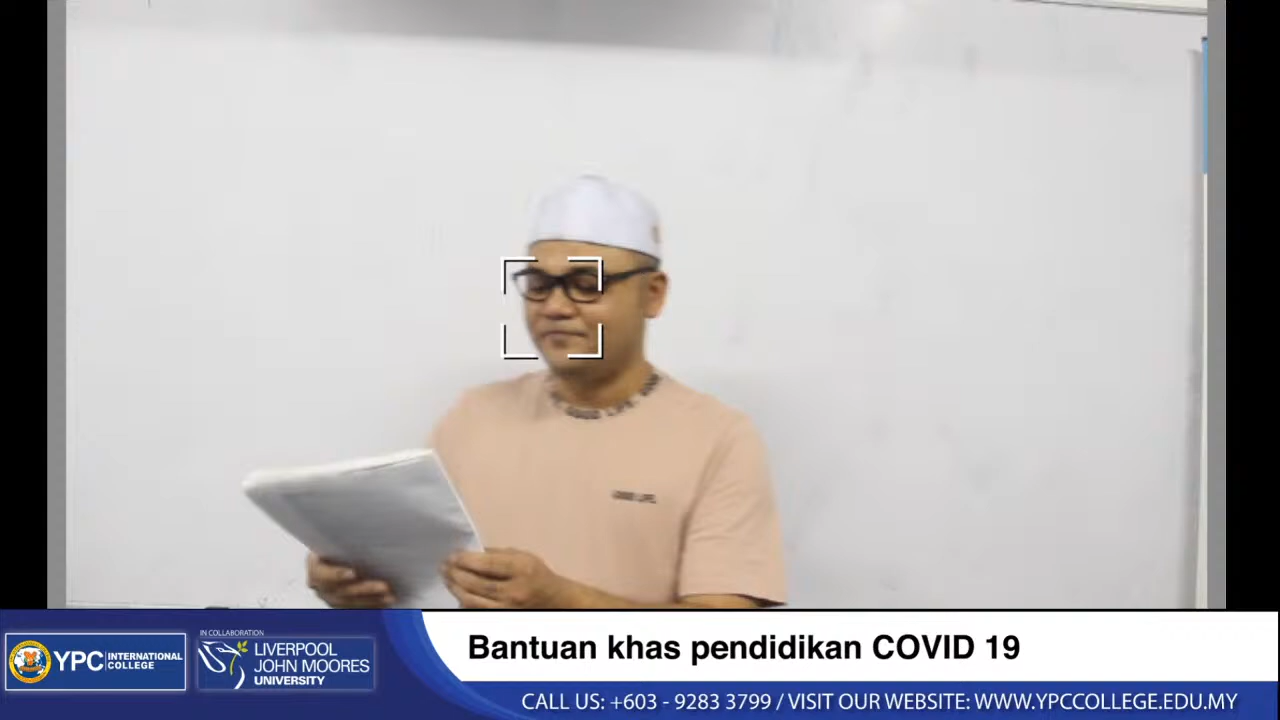 Bantuan khas pendidikan COVID 19
YPC INTERNATIONAL COLLEGE
IN COLLABORATION
LIVERPOOL
JOHN MOORES
UNIVERSITY
CALL US: +603 - 9283 3799 / VISIT OUR WEBSITE: WWW.YPCCOLLEGE.EDU.MY